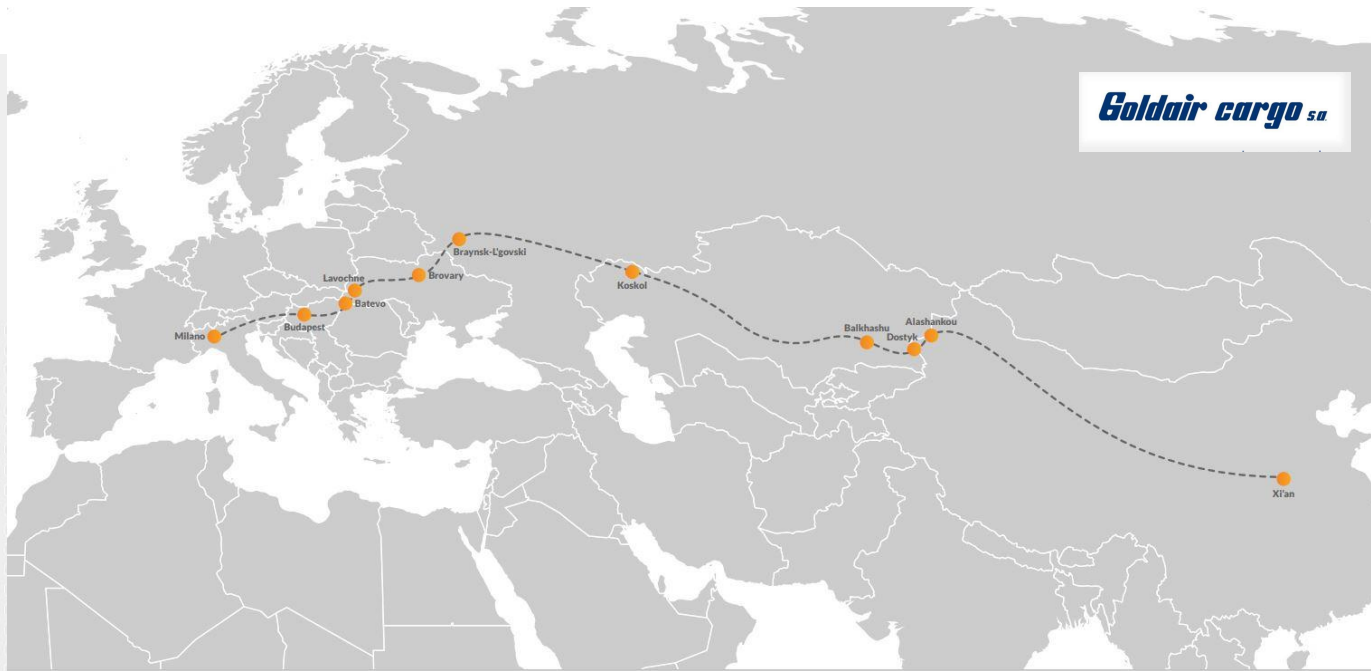 Goldair cargo s.a.
Braynsk-L'govski
Lavochne
Brovary
Koskol
Batevo
Budapest
Milano
Balkhashu
Alashankou
Dostyk
Xi'an